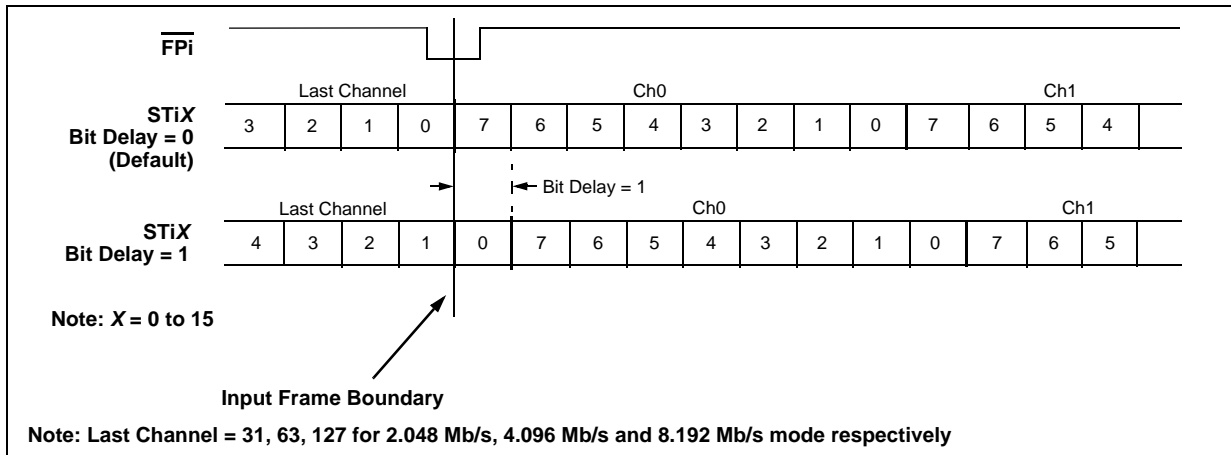 FPi
Last Channel Ch0 Ch1
STiX
Bit Delay = 0
(Default)
3 2 1 0 7 6 5 4 3 2 1 0 7 6 5 4
Bit Delay = 1
Last Channel Ch0 Ch1
STiX
Bit Delay = 1
4 3 2 1 0 7 6 5 4 3 2 1 0 7 6 5
Note: X = 0 to 15
Input Frame Boundary
Note: Last Channel = 31, 63, 127 for 2.048 Mb/s, 4.096 Mb/s and 8.192 Mb/s mode respectively